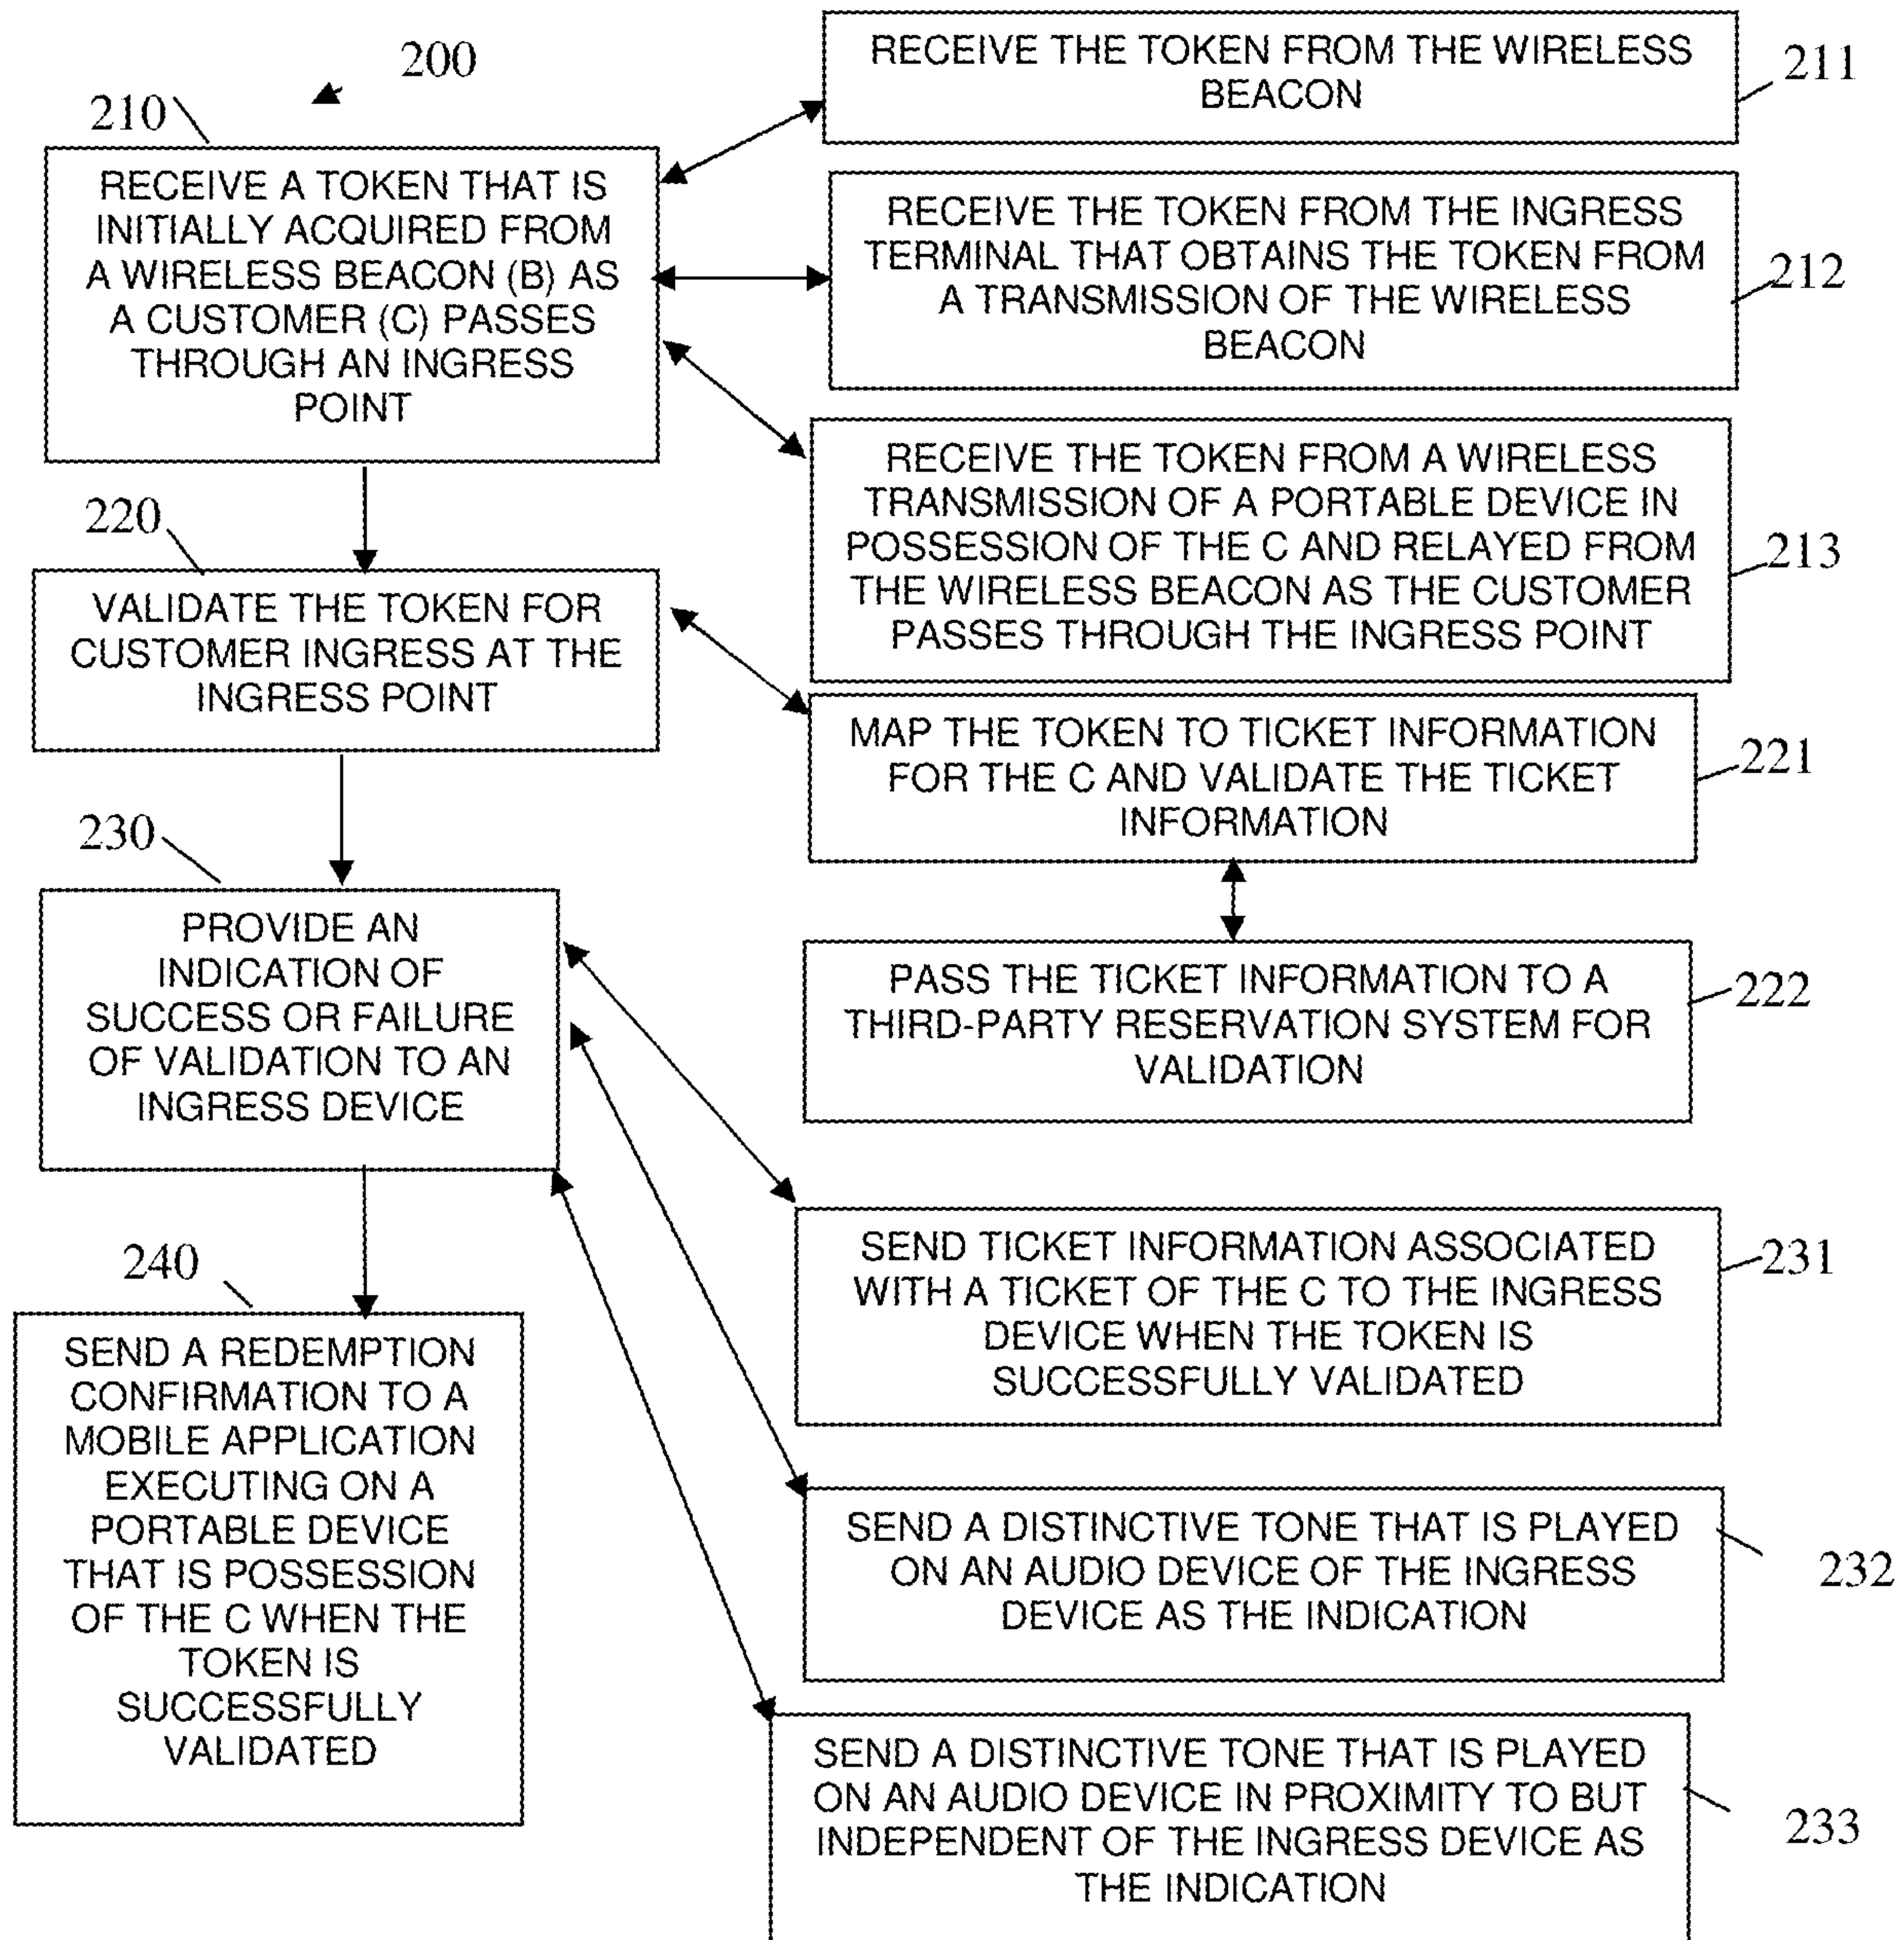 200
210
RECEIVE A TOKEN THAT IS
INITIALLY ACQUIRED FROM
A WIRELESS BEACON (B) AS
A CUSTOMER (C) PASSES
THROUGH AN INGRESS
POINT
RECEIVE THE TOKEN FROM THE WIRELESS
BEACON
211
RECEIVE THE TOKEN FROM THE INGRESS
TERMINAL THAT OBTAINS THE TOKEN FROM
A TRANSMISSION OF THE WIRELESS
BEACON
212
RECEIVE THE TOKEN FROM A WIRELESS
TRANSMISSION OF A PORTABLE DEVICE IN
POSSESSION OF THE C AND RELAYED FROM
THE WIRELESS BEACON AS THE CUSTOMER
PASSES THROUGH THE INGRESS POINT
213
220
VALIDATE THE TOKEN FOR
CUSTOMER INGRESS AT THE
INGRESS POINT
MAP THE TOKEN TO TICKET INFORMATION
FOR THE C AND VALIDATE THE TICKET
INFORMATION
221
PASS THE TICKET INFORMATION TO A
THIRD-PARTY RESERVATION SYSTEM FOR
VALIDATION
222
230
PROVIDE AN
INDICATION OF
SUCCESS OR FAILURE
OF VALIDATION TO AN
INGRESS DEVICE
SEND TICKET INFORMATION ASSOCIATED
WITH A TICKET OF THE C TO THE INGRESS
DEVICE WHEN THE TOKEN IS
SUCCESSFULLY VALIDATED
231
SEND A DISTINCTIVE TONE THAT IS PLAYED
ON AN AUDIO DEVICE OF THE INGRESS
DEVICE AS THE INDICATION
232
SEND A DISTINCTIVE TONE THAT IS PLAYED
ON AN AUDIO DEVICE IN PROXIMITY TO BUT
INDEPENDENT OF THE INGRESS DEVICE AS
THE INDICATION
233
240
SEND A REDEMPTION
CONFIRMATION TO A
MOBILE APPLICATION
EXECUTING ON A
PORTABLE DEVICE
THAT IS POSSESSION
OF THE C WHEN THE
TOKEN IS
SUCCESSFULLY
VALIDATED